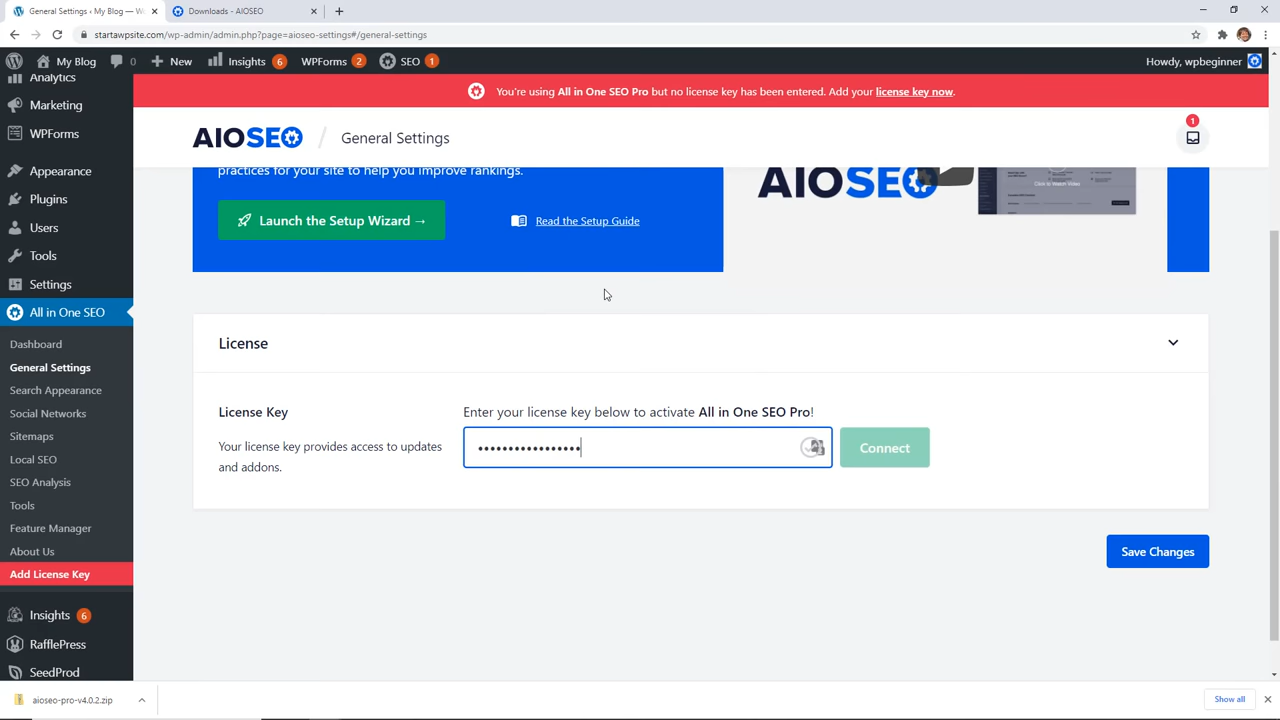 General Settings ‹ My Blog — W
Downloads - AIOSEO
startawpsite.com/wp-admin/admin.php?page=aioseo-settings#/general-settings
My Blog
0
New
Insights 6
WPForms 2
SEO 1
Howdy, wpbeginner
Analytics
Marketing
WPForms
Appearance
Plugins
Users
Tools
Settings
All in One SEO
Dashboard
General Settings
Search Appearance
Social Networks
Sitemaps
Local SEO
SEO Analysis
Tools
Feature Manager
About Us
Add License Key
Insights 6
RafflePress
SeedProd
You're using All in One SEO Pro but no license key has been entered. Add your license key now.
AIOSEO / General Settings
1
practices for your site to help you improve rankings.
Launch the Setup Wizard →
Read the Setup Guide
AIOSEO
Click to Watch Video
License
License Key
Your license key provides access to updates
and addons.
Enter your license key below to activate All in One SEO Pro!
•••••••••••••••••
Connect
Save Changes
aioseo-pro-v4.0.2.zip
Show all